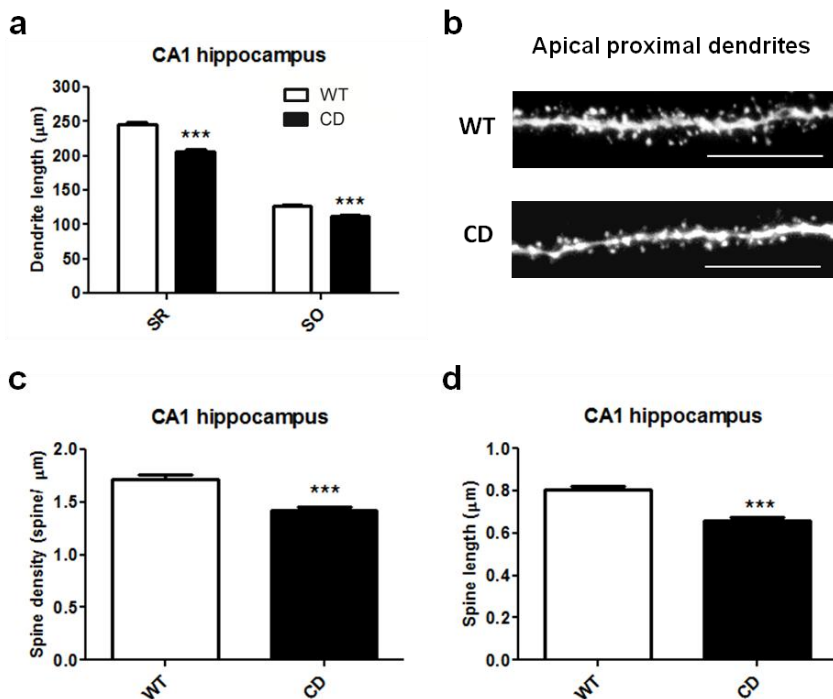 a
CA1 hippocampus
Dendrite length (μm)
300
250
200
150
100
50
0
WT
CD
***
***
SR
SO
b
Apical proximal dendrites
WT
CD
c
CA1 hippocampus
Spine density (spine/ μm)
2.0
1.5
1.0
0.5
0.0
***
WT
CD
d
CA1 hippocampus
Spine length (μm)
1.0
0.8
0.6
0.4
0.2
0.0
***
WT
CD